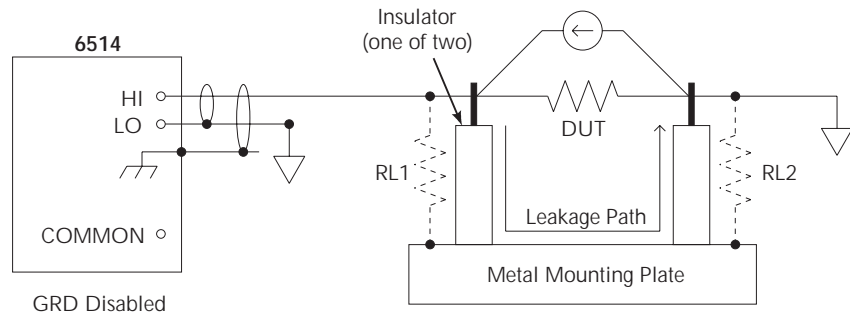 Insulator
(one of two)
6514
HI
LO
DUT
RL1
RL2
Leakage Path
COMMON
Metal Mounting Plate
GRD Disabled